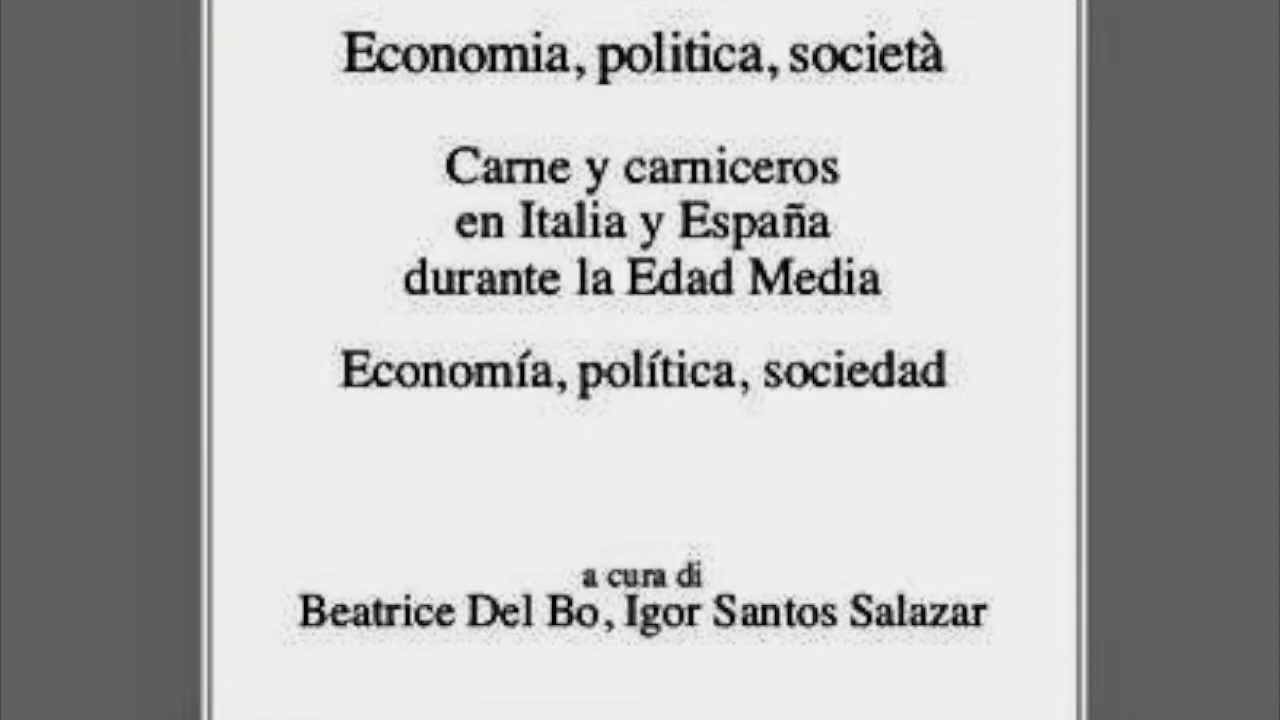 Economia, politica, società
Carne y carniceros
en Italia y España
durante la Edad Media
Economía, política, sociedad
a cura di
Beatrice Del Bo, Igor Santos Salazar